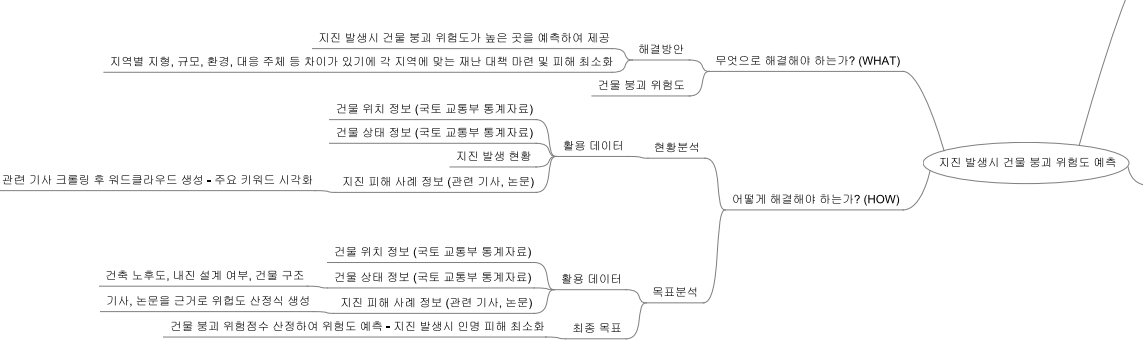 지진 발생시 건물 붕괴 위험도 예측
무엇으로 해결해야 하는가? (WHAT)
해결방안
지진 발생시 건물 붕괴 위험도가 높은 곳을 예측하여 제공
지역별 지형, 규모, 환경, 대응 주체 등 차이가 있기에 각 지역에 맞는 재난 대책 마련 및 피해 최소화
건물 붕괴 위험도
어떻게 해결해야 하는가? (HOW)
현황분석
활용 데이터
건물 위치 정보 (국토 교통부 통계자료)
건물 상태 정보 (국토 교통부 통계자료)
지진 발생 현황
지진 피해 사례 정보 (관련 기사, 논문)
관련 기사 크롤링 후 워드클라우드 생성 - 주요 키워드 시각화
목표분석
활용 데이터
건물 위치 정보 (국토 교통부 통계자료)
건물 상태 정보 (국토 교통부 통계자료)
건축 노후도, 내진 설계 여부, 건물 구조
지진 피해 사례 정보 (관련 기사, 논문)
기사, 논문을 근거로 위험도 산정식 생성
최종 목표
건물 붕괴 위험점수 산정하여 위험도 예측 - 지진 발생시 인명 피해 최소화